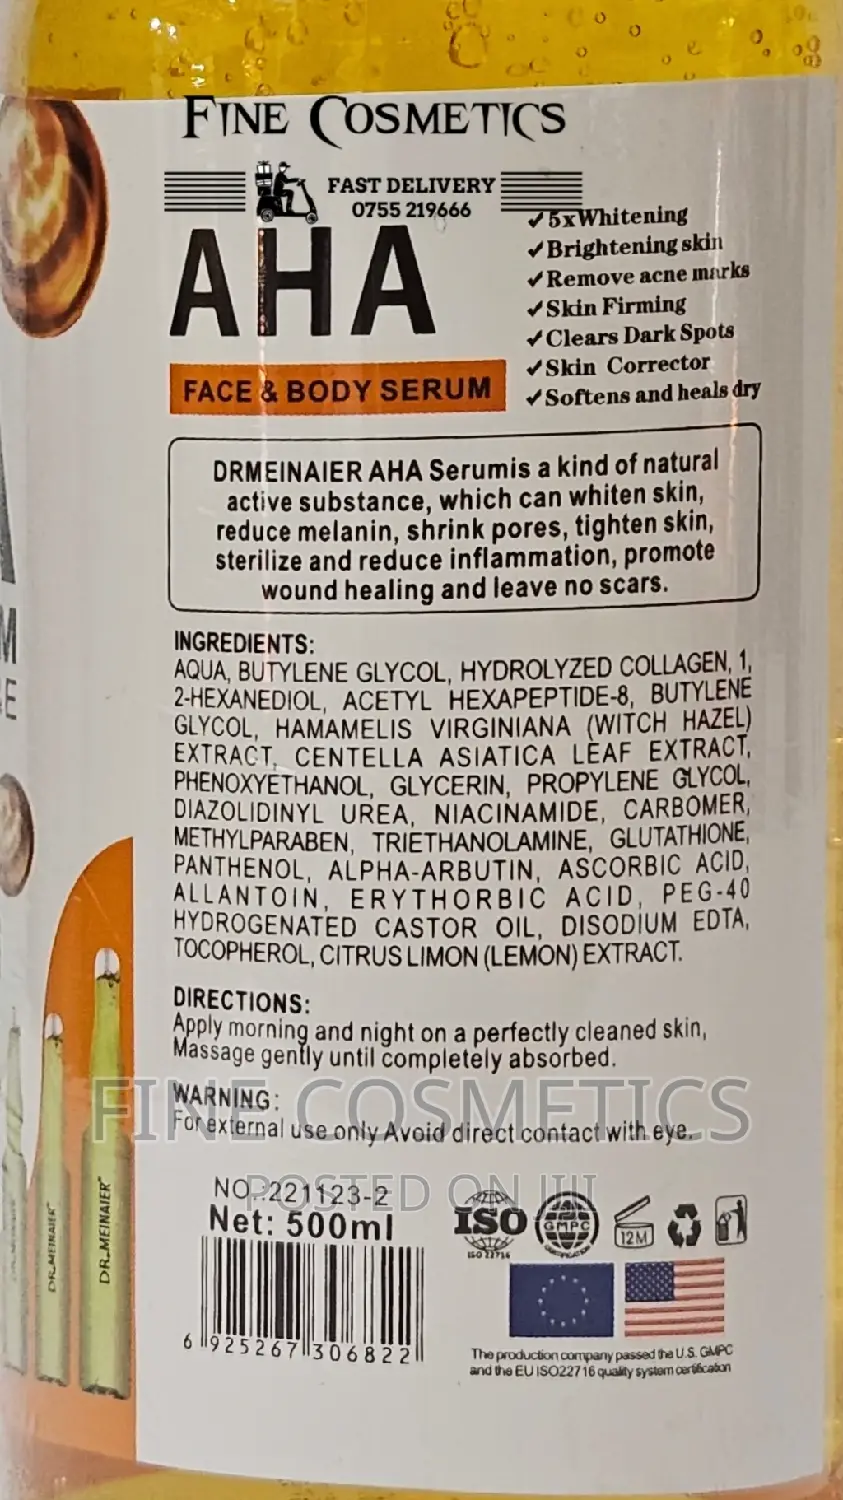 FINE COSMETICS
FAST DELIVERY
0755 219666
AHA
FACE & BODY SERUM
✓5xWhitening
✓Brightening skin
✓Remove acne marks
✓Skin Firming
✓Clears Dark Spots
✓Skin Corrector
✓Softens and heals dry
DRMEINAIER AHA Serumis a kind of natural
active substance, which can whiten skin,
reduce melanin, shrink pores, tighten skin,
sterilize and reduce inflammation, promote
wound healing and leave no scars.
INGREDIENTS:
AQUA, BUTYLENE GLYCOL, HYDROLYZED COLLAGEN, 1,
2-HEXANEDIOL, ACETYL HEXAPEPTIDE-8, BUTYLENE
GLYCOL, HAMAMELIS VIRGINIANA (WITCH HAZEL)
EXTRACT, CENTELLA ASIATICA LEAF EXTRACT,
PHENOXYETHANOL, GLYCERIN, PROPYLENE GLYCOL,
DIAZOLIDINYL UREA, NIACINAMIDE, CARBOMER,
METHYLPARABEN, TRIETHANOLAMINE, GLUTATHIONE,
PANTHENOL, ALPHA-ARBUTIN, ASCORBIC ACID,
ALLANTOIN, ERYTHORBIC ACID, PEG-40
HYDROGENATED CASTOR OIL, DISODIUM EDTA,
TOCOPHEROL, CITRUS LIMON (LEMON) EXTRACT.
DIRECTIONS:
Apply morning and night on a perfectly cleaned skin,
Massage gently until completely absorbed.
WARNING:
For external use only Avoid direct contact with eye.
FINE COSMETICS
POSTED ON JIJI
NO.:221123-2
Net: 500ml
6 925267 306822
ISO
ISO 22716
GMPC
12M
The production company passed the U.S. GMPC
and the EU ISO22716 quality system certification
DR.MEINAIER
DR.MEINAIER